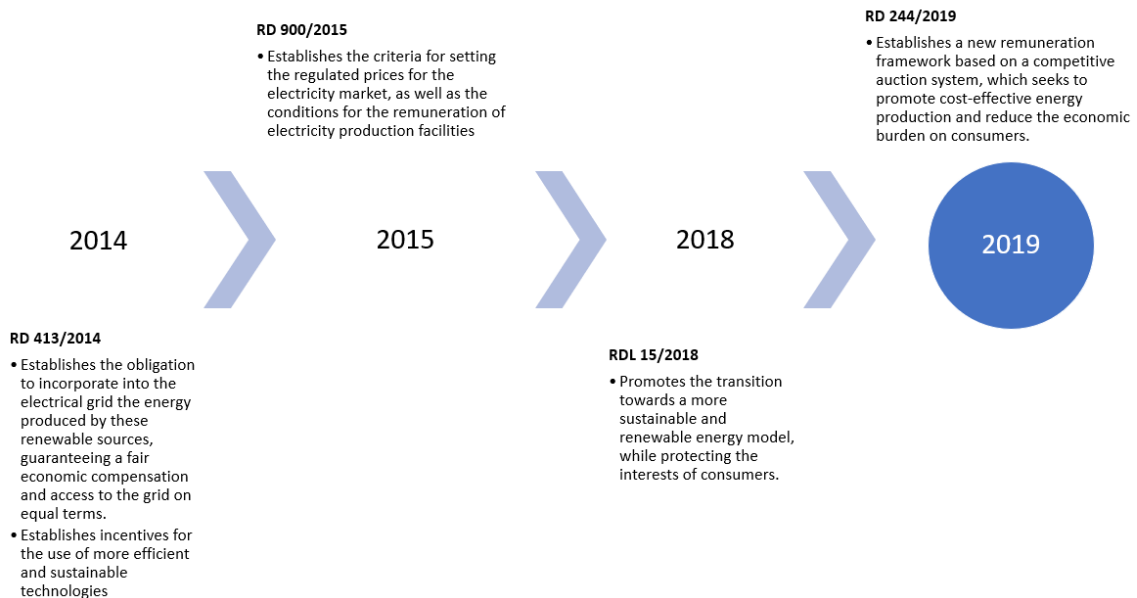 RD 900/2015
• Establishes the criteria for setting
the regulated prices for the
electricity market, as well as the
conditions for the remuneration of
electricity production facilities
RD 244/2019
• Establishes a new remuneration
framework based on a competitive
auction system, which seeks to
promote cost-effective energy
production and reduce the economic
burden on consumers.
2014
2015
2018
2019
RD 413/2014
• Establishes the obligation
to incorporate into the
electrical grid the energy
produced by these
renewable sources,
guaranteeing a fair
economic compensation
and access to the grid on
equal terms.
• Establishes incentives for
the use of more efficient
and sustainable
technologies
RDL 15/2018
• Promotes the transition
towards a more
sustainable and
renewable energy model,
while protecting the
interests of consumers.